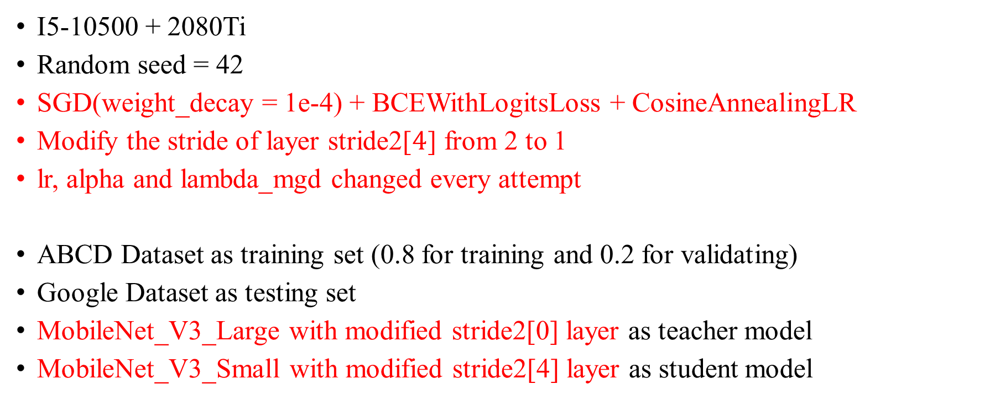 • I5-10500 + 2080Ti
• Random seed = 42
• SGD(weight_decay = 1e-4) + BCEWithLogitsLoss + CosineAnnealingLR
• Modify the stride of layer stride2[4] from 2 to 1
• lr, alpha and lambda_mgd changed every attempt
• ABCD Dataset as training set (0.8 for training and 0.2 for validating)
• Google Dataset as testing set
• MobileNet_V3_Large with modified stride2[0] layer as teacher model
• MobileNet_V3_Small with modified stride2[4] layer as student model